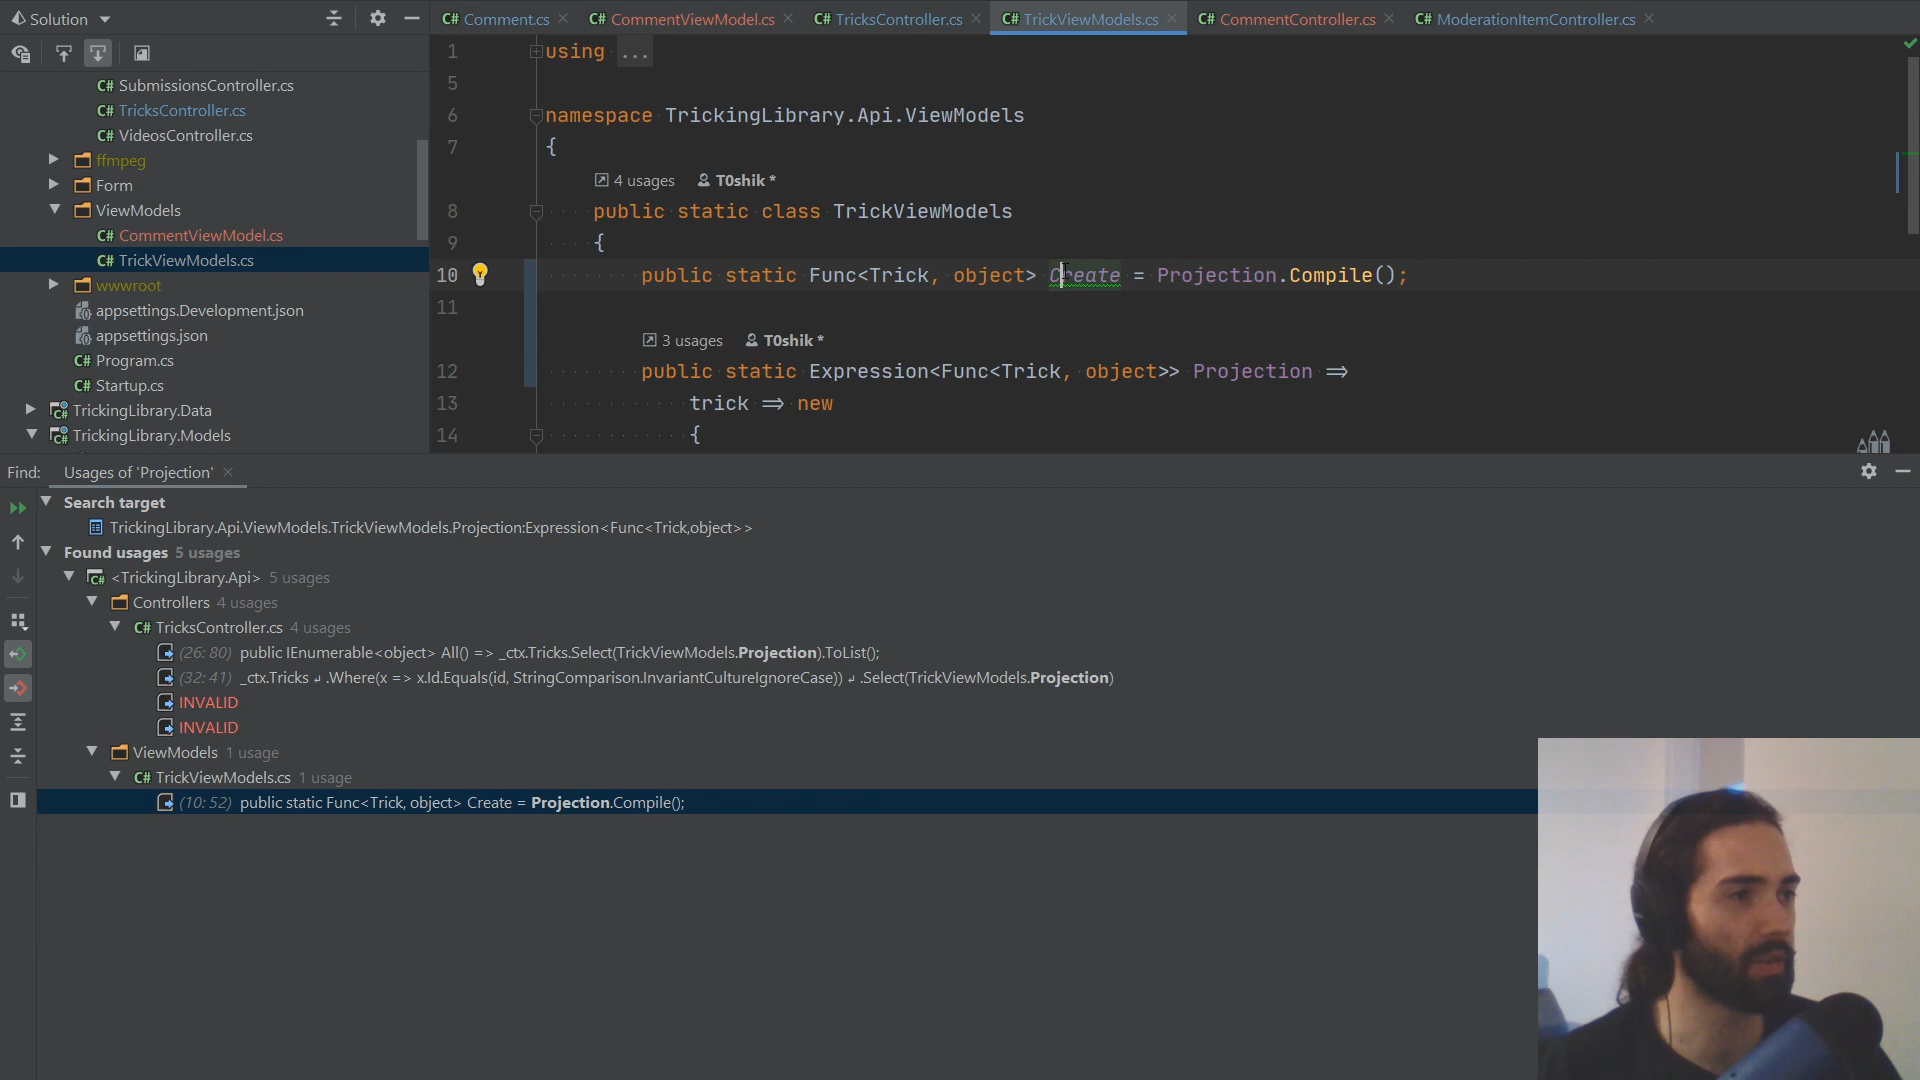 Solution
C# Comment.cs
C# CommentViewModel.cs
C# TricksController.cs
C# TrickViewModels.cs
C# CommentController.cs
C# ModerationItemController.cs
C# SubmissionsController.cs
C# TricksController.cs
C# VideosController.cs
ffmpeg
Form
ViewModels
C# CommentViewModel.cs
C# TrickViewModels.cs
wwwroot
appsettings.Development.json
appsettings.json
C# Program.cs
C# Startup.cs
TrickingLibrary.Data
TrickingLibrary.Models
1 using ...
5
6 namespace TrickingLibrary.Api.ViewModels
7 {
4 usages T0shik *
8 public static class TrickViewModels
9 {
10 public static Func<Trick, object> Create = Projection.Compile();
11
3 usages T0shik *
12 public static Expression<Func<Trick, object>> Projection =>
13 trick => new
14 {
Find: Usages of 'Projection'
Search target
TrickingLibrary.Api.ViewModels.TrickViewModels.Projection:Expression<Func<Trick,object>>
Found usages 5 usages
C# <TrickingLibrary.Api> 5 usages
Controllers 4 usages
C# TricksController.cs 4 usages
(26: 80) public IEnumerable<object> All() => _ctx.Tricks.Select(TrickViewModels.Projection).ToList();
(32: 41) _ctx.Tricks ↲ .Where(x => x.Id.Equals(id, StringComparison.InvariantCultureIgnoreCase)) ↲ .Select(TrickViewModels.Projection)
INVALID
INVALID
ViewModels 1 usage
C# TrickViewModels.cs 1 usage
(10: 52) public static Func<Trick, object> Create = Projection.Compile();